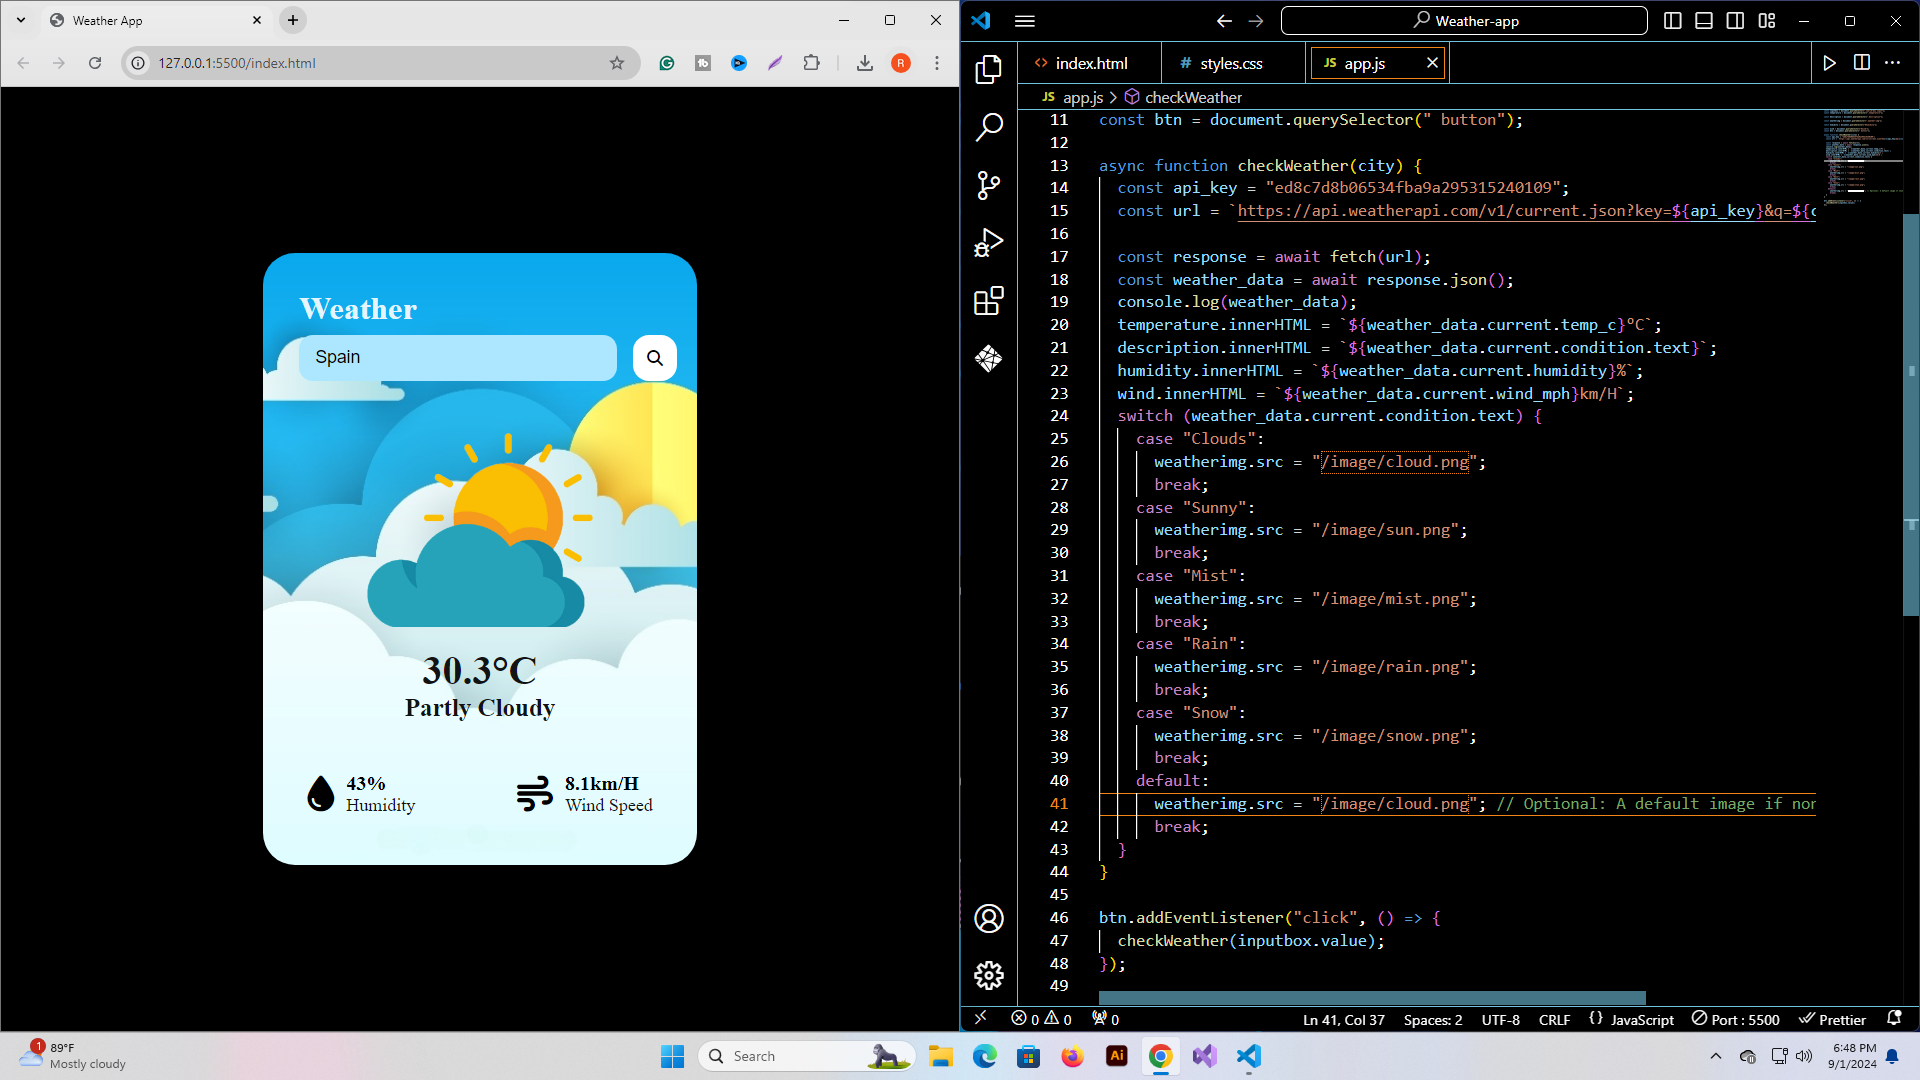 Weather App
127.0.0.1:5500/index.html
R
Weather
Spain
30.3°C
Partly Cloudy
43%
Humidity
8.1km/H
Wind Speed
Weather-app
index.html
# styles.css
JS app.js
JS app.js > checkWeather
11 const btn = document.querySelector(" button");
12
13 async function checkWeather(city) {
14 const api_key = "ed8c7d8b06534fba9a295315240109";
15 const url = `https://api.weatherapi.com/v1/current.json?key=${api_key}&q=${c
16
17 const response = await fetch(url);
18 const weather_data = await response.json();
19 console.log(weather_data);
20 temperature.innerHTML = `${weather_data.current.temp_c}°C`;
21 description.innerHTML = `${weather_data.current.condition.text}`;
22 humidity.innerHTML = `${weather_data.current.humidity}%`;
23 wind.innerHTML = `${weather_data.current.wind_mph}km/H`;
24 switch (weather_data.current.condition.text) {
25 case "Clouds":
26 weatherimg.src = "/image/cloud.png";
27 break;
28 case "Sunny":
29 weatherimg.src = "/image/sun.png";
30 break;
31 case "Mist":
32 weatherimg.src = "/image/mist.png";
33 break;
34 case "Rain":
35 weatherimg.src = "/image/rain.png";
36 break;
37 case "Snow":
38 weatherimg.src = "/image/snow.png";
39 break;
40 default:
41 weatherimg.src = "/image/cloud.png"; // Optional: A default image if nor
42 break;
43 }
44 }
45
46 btn.addEventListener("click", () => {
47 checkWeather(inputbox.value);
48 });
49
0 0 0
Ln 41, Col 37 Spaces: 2 UTF-8 CRLF {} JavaScript Port : 5500 Prettier
1
89°F
Mostly cloudy
Search
Ai
6:48 PM
9/1/2024